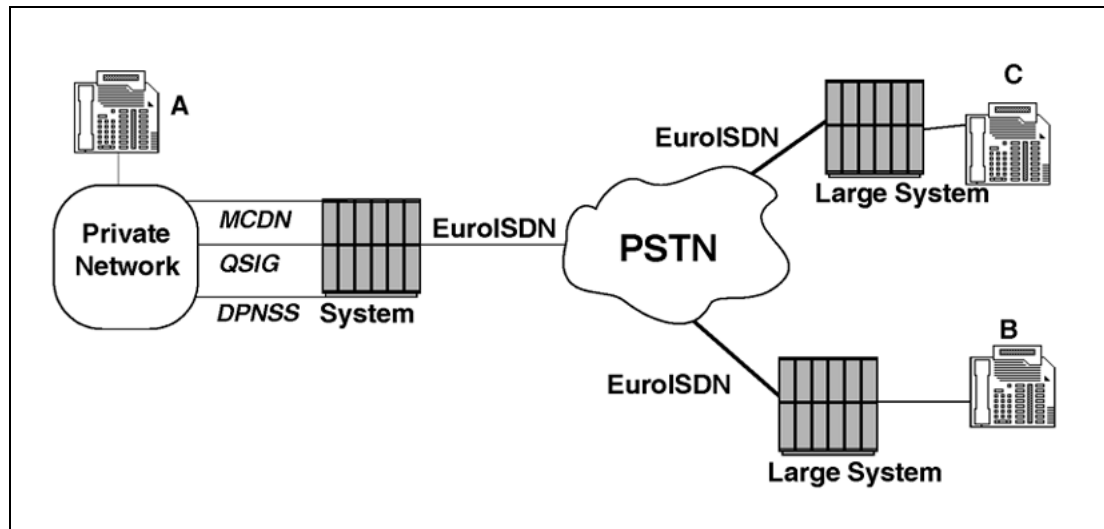 A
C
EuroISDN
Large System
Private
Network
MCDN
QSIG
DPNSS
System
EuroISDN
PSTN
B
EuroISDN
Large System